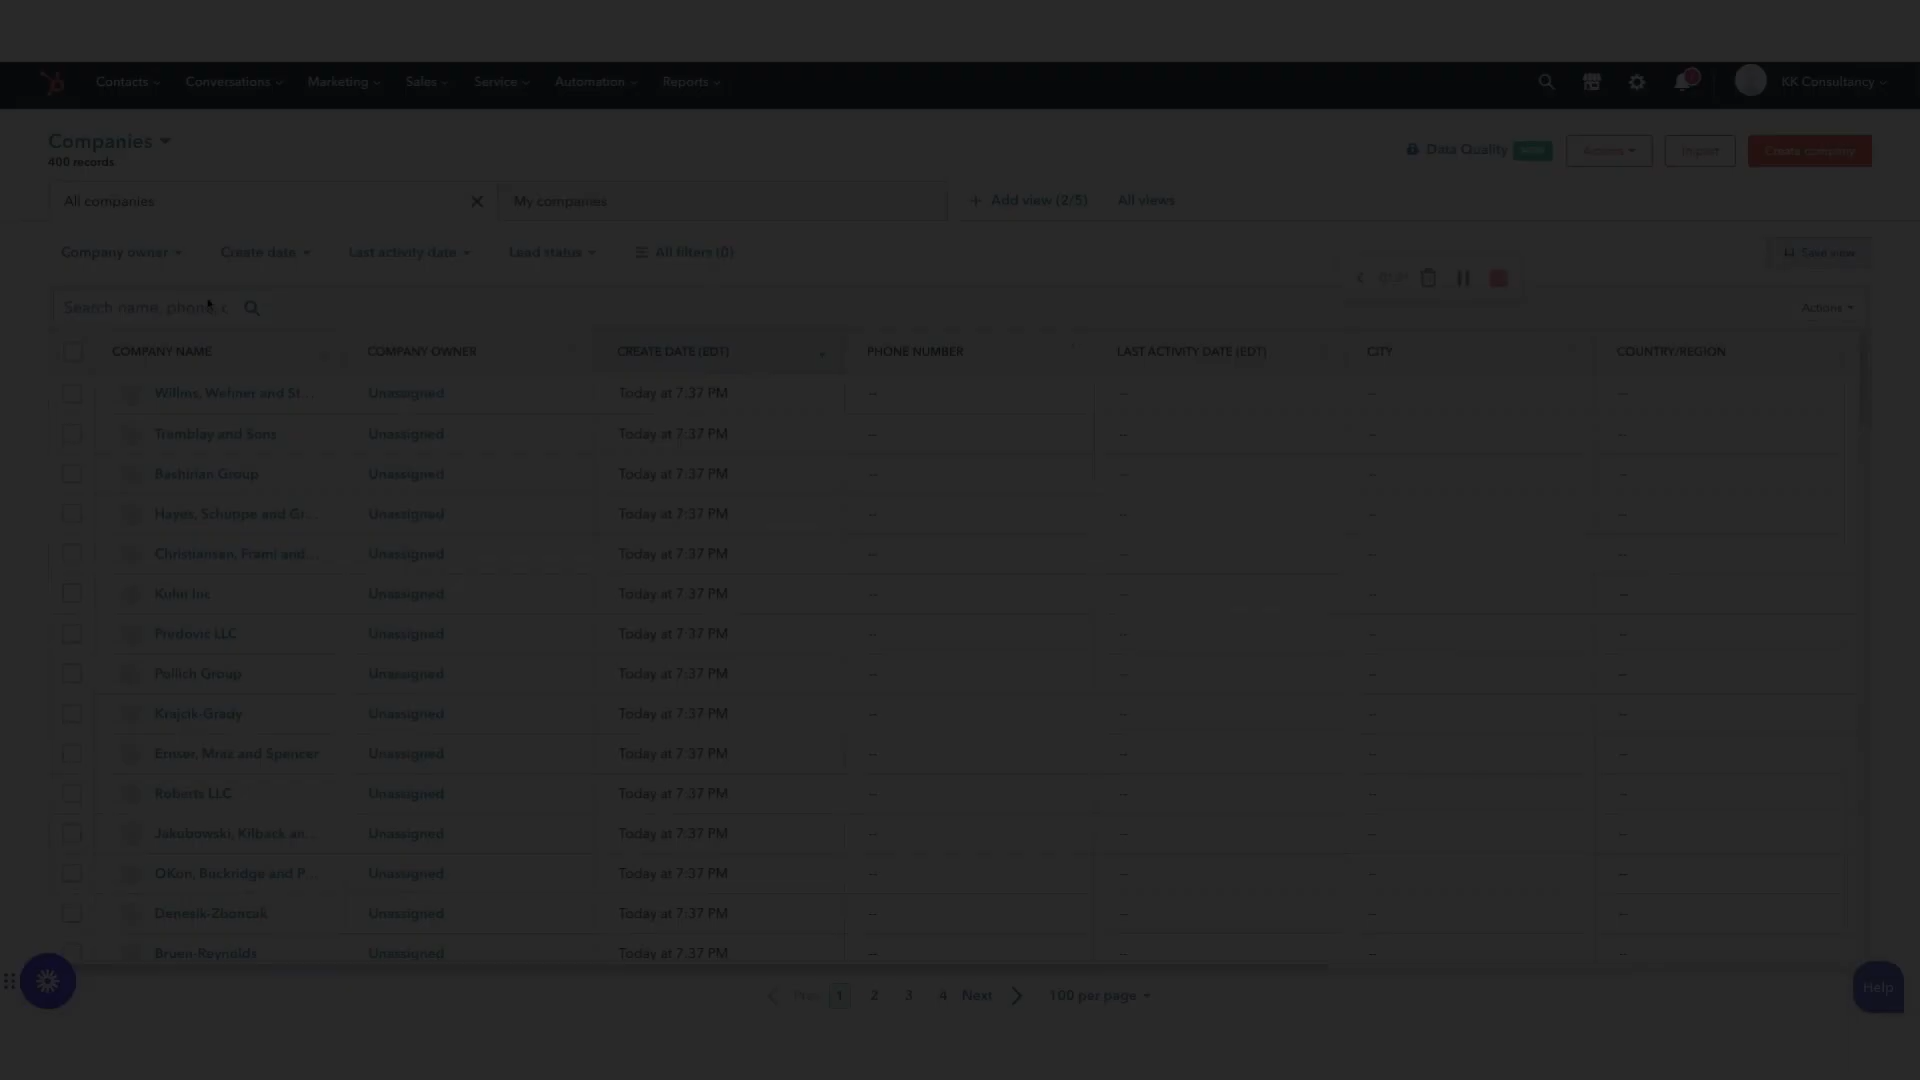 Contacts Conversations Marketing Sales Service Automation Reports KK Consultancy
Companies
400 records
Data Quality Actions Import Create company
All companies My companies + Add view (2/5) All views
Company owner Create date Last activity date Lead status All filters (0) Save view
Search name, phone, c Actions
COMPANY NAME COMPANY OWNER CREATE DATE (EDT) PHONE NUMBER LAST ACTIVITY DATE (EDT) CITY COUNTRY/REGION
Willms, Wehner and St... Unassigned Today at 7:37 PM -- -- -- --
Tremblay and Sons Unassigned Today at 7:37 PM -- -- -- --
Bashirian Group Unassigned Today at 7:37 PM -- -- -- --
Hayes, Schuppe and Gr... Unassigned Today at 7:37 PM -- -- -- --
Christiansen, Frami and ... Unassigned Today at 7:37 PM -- -- -- --
Kuhn Inc Unassigned Today at 7:37 PM -- -- -- --
Predovic LLC Unassigned Today at 7:37 PM -- -- -- --
Pollich Group Unassigned Today at 7:37 PM -- -- -- --
Krajcik-Grady Unassigned Today at 7:37 PM -- -- -- --
Ernser, Mraz and Spencer Unassigned Today at 7:37 PM -- -- -- --
Roberts LLC Unassigned Today at 7:37 PM -- -- -- --
Jakubowski, Kilback an... Unassigned Today at 7:37 PM -- -- -- --
OKon, Buckridge and P... Unassigned Today at 7:37 PM -- -- -- --
Denesik-Zboncak Unassigned Today at 7:37 PM -- -- -- --
Bruen-Reynolds Unassigned Today at 7:37 PM -- -- -- --
Prev 1 2 3 4 Next 100 per page
Help